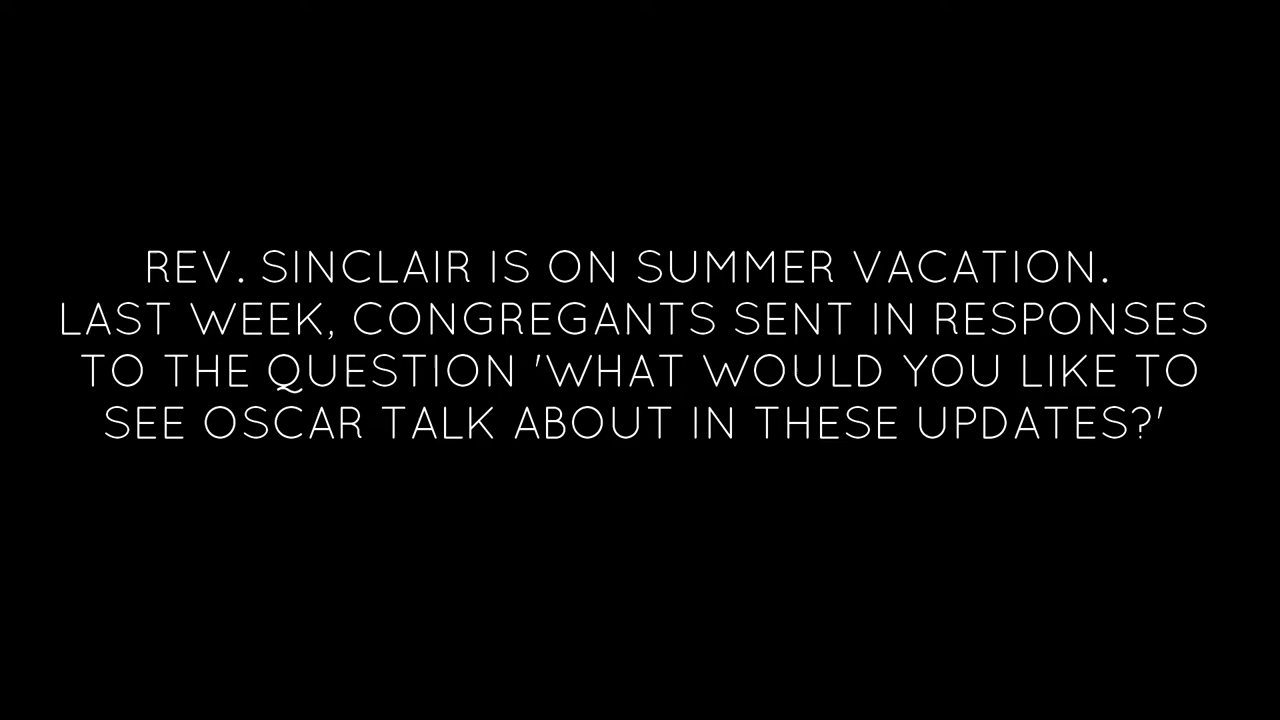 REV. SINCLAIR IS ON SUMMER VACATION.
LAST WEEK, CONGREGANTS SENT IN RESPONSES
TO THE QUESTION 'WHAT WOULD YOU LIKE TO
SEE OSCAR TALK ABOUT IN THESE UPDATES?'